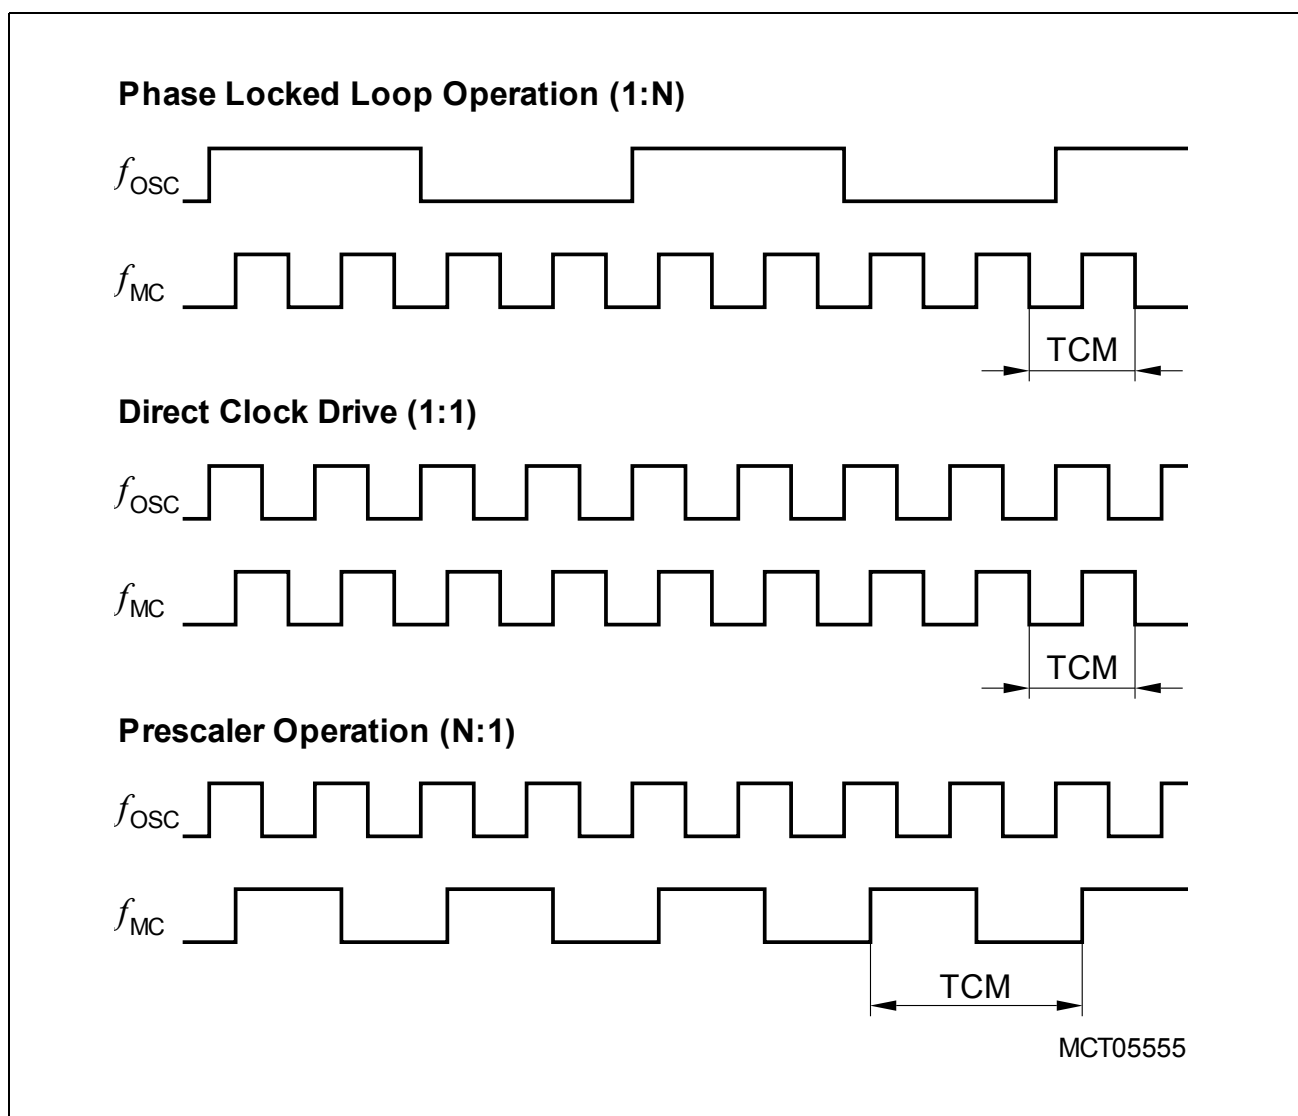 Phase Locked Loop Operation (1:N)
fOSC
fMC
TCM
Direct Clock Drive (1:1)
fOSC
fMC
TCM
Prescaler Operation (N:1)
fOSC
fMC
TCM
MCT05555